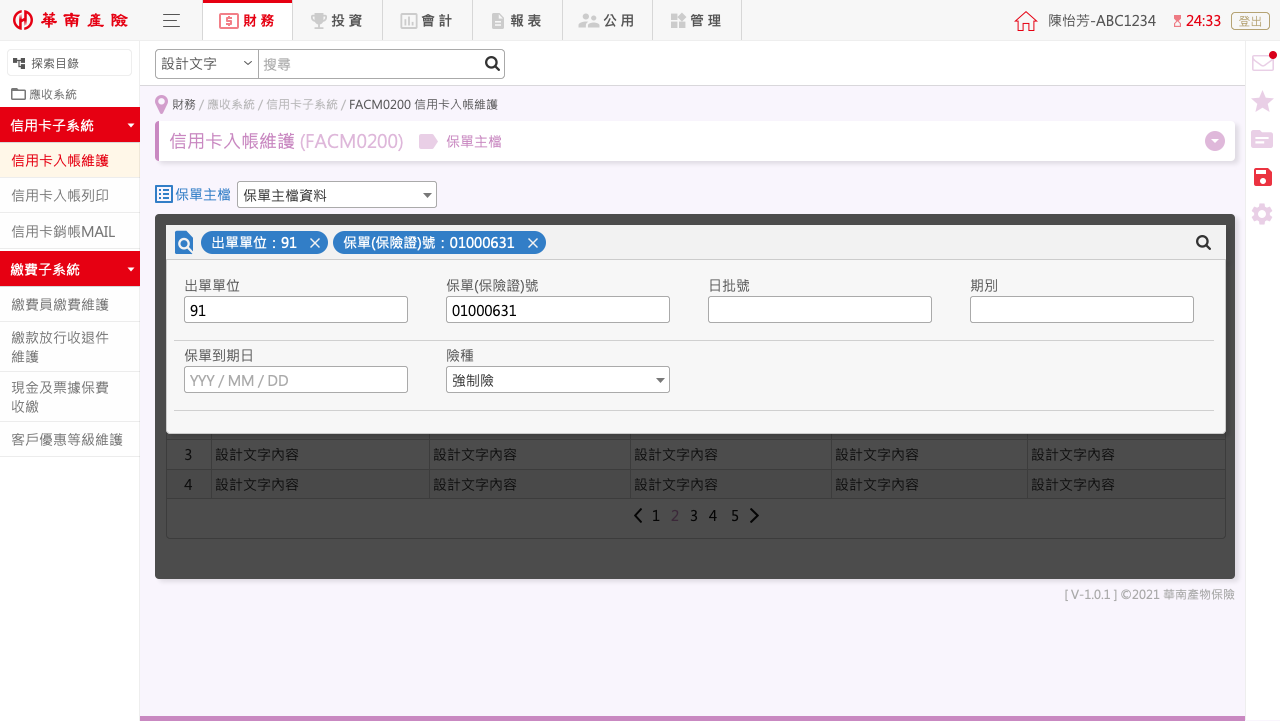 華南產險
財務
投資
會計
報表
公用
管理
陳怡芳-ABC1234
24:33
登出
探索目錄
應收系統
信用卡子系統
信用卡入帳維護
信用卡入帳列印
信用卡銷帳MAIL
繳費子系統
繳費員繳費維護
繳款放行收退件
維護
現金及票據保費
收繳
客戶優惠等級維護
設計文字
搜尋
財務 / 應收系統 / 信用卡子系統 / FACM0200 信用卡入帳維護
信用卡入帳維護 (FACM0200)
保單主檔
保單主檔
保單主檔資料
出單單位：91
保單(保險證)號：01000631
出單單位
保單(保險證)號
日批號
期別
91
01000631
保單到期日
險種
YYY / MM / DD
強制險
3 設計文字內容 設計文字內容 設計文字內容 設計文字內容 設計文字內容
4 設計文字內容 設計文字內容 設計文字內容 設計文字內容 設計文字內容
1 2 3 4 5
[ V-1.0.1 ] ©2021 華南產物保險